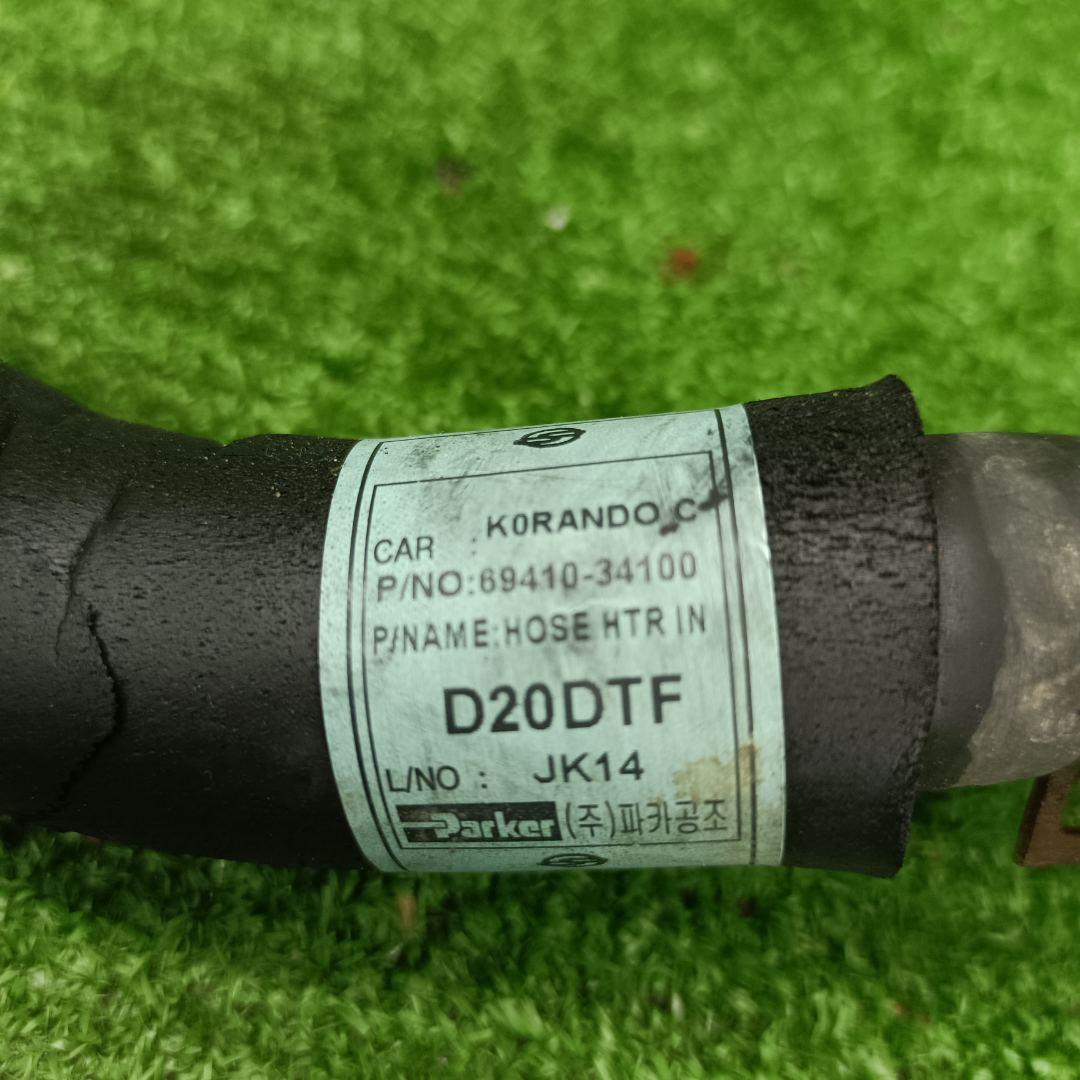 CAR : K0RANDO C
P/NO:69410-34100
P/NAME:HOSE HTR IN
D20DTF
L/NO : JK14
Parker (주)파카공조